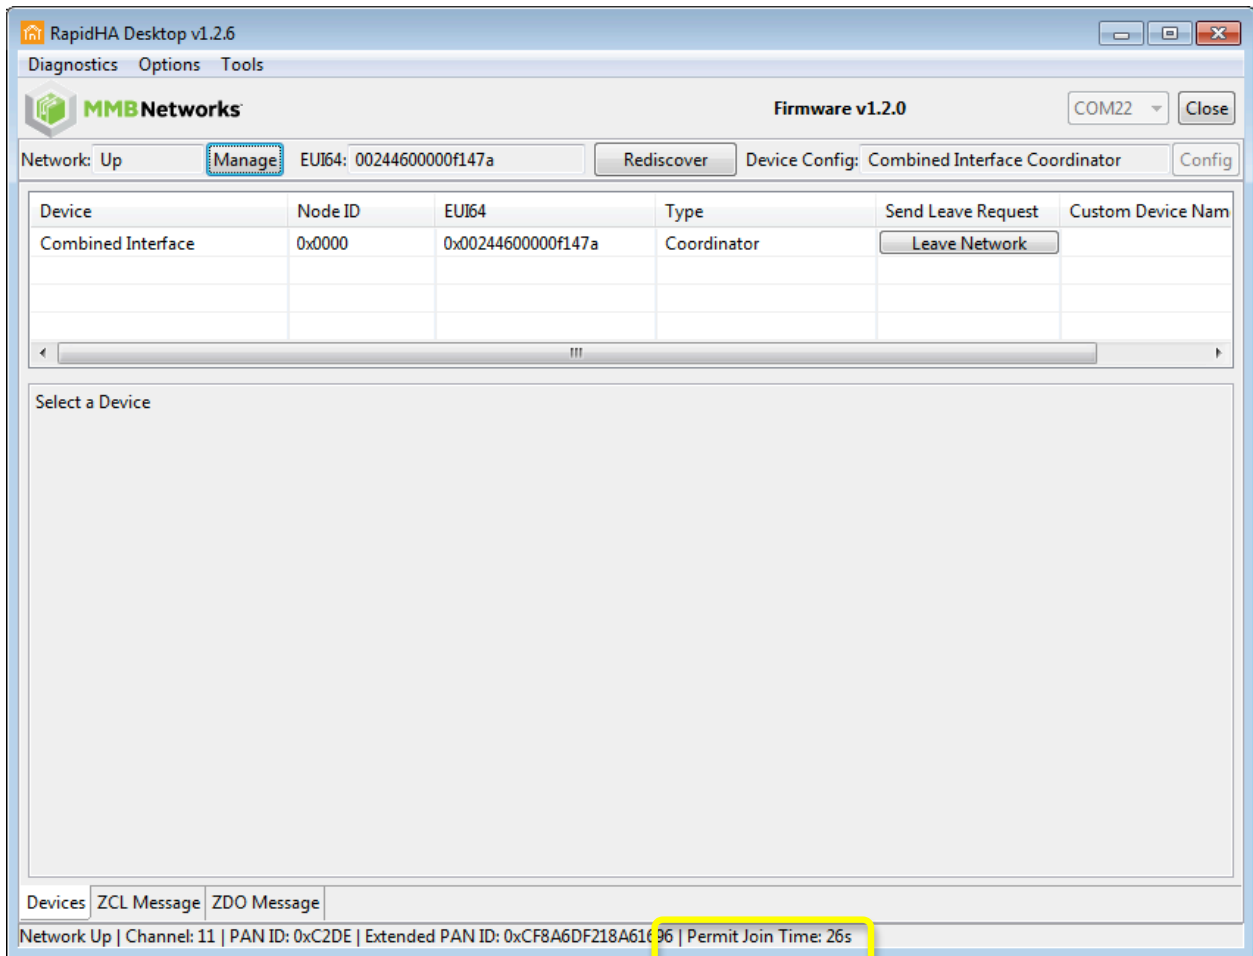 RapidHA Desktop v1.2.6
Diagnostics Options Tools
MMBNetworks Firmware v1.2.0 COM22 Close
Network: Up Manage EUI64: 00244600000f147a Rediscover Device Config: Combined Interface Coordinator Config
Device Node ID EUI64 Type Send Leave Request Custom Device Nam
Combined Interface 0x0000 0x00244600000f147a Coordinator Leave Network
Select a Device
Devices ZCL Message ZDO Message
Network Up | Channel: 11 | PAN ID: 0xC2DE | Extended PAN ID: 0xCF8A6DF218A61696 | Permit Join Time: 26s